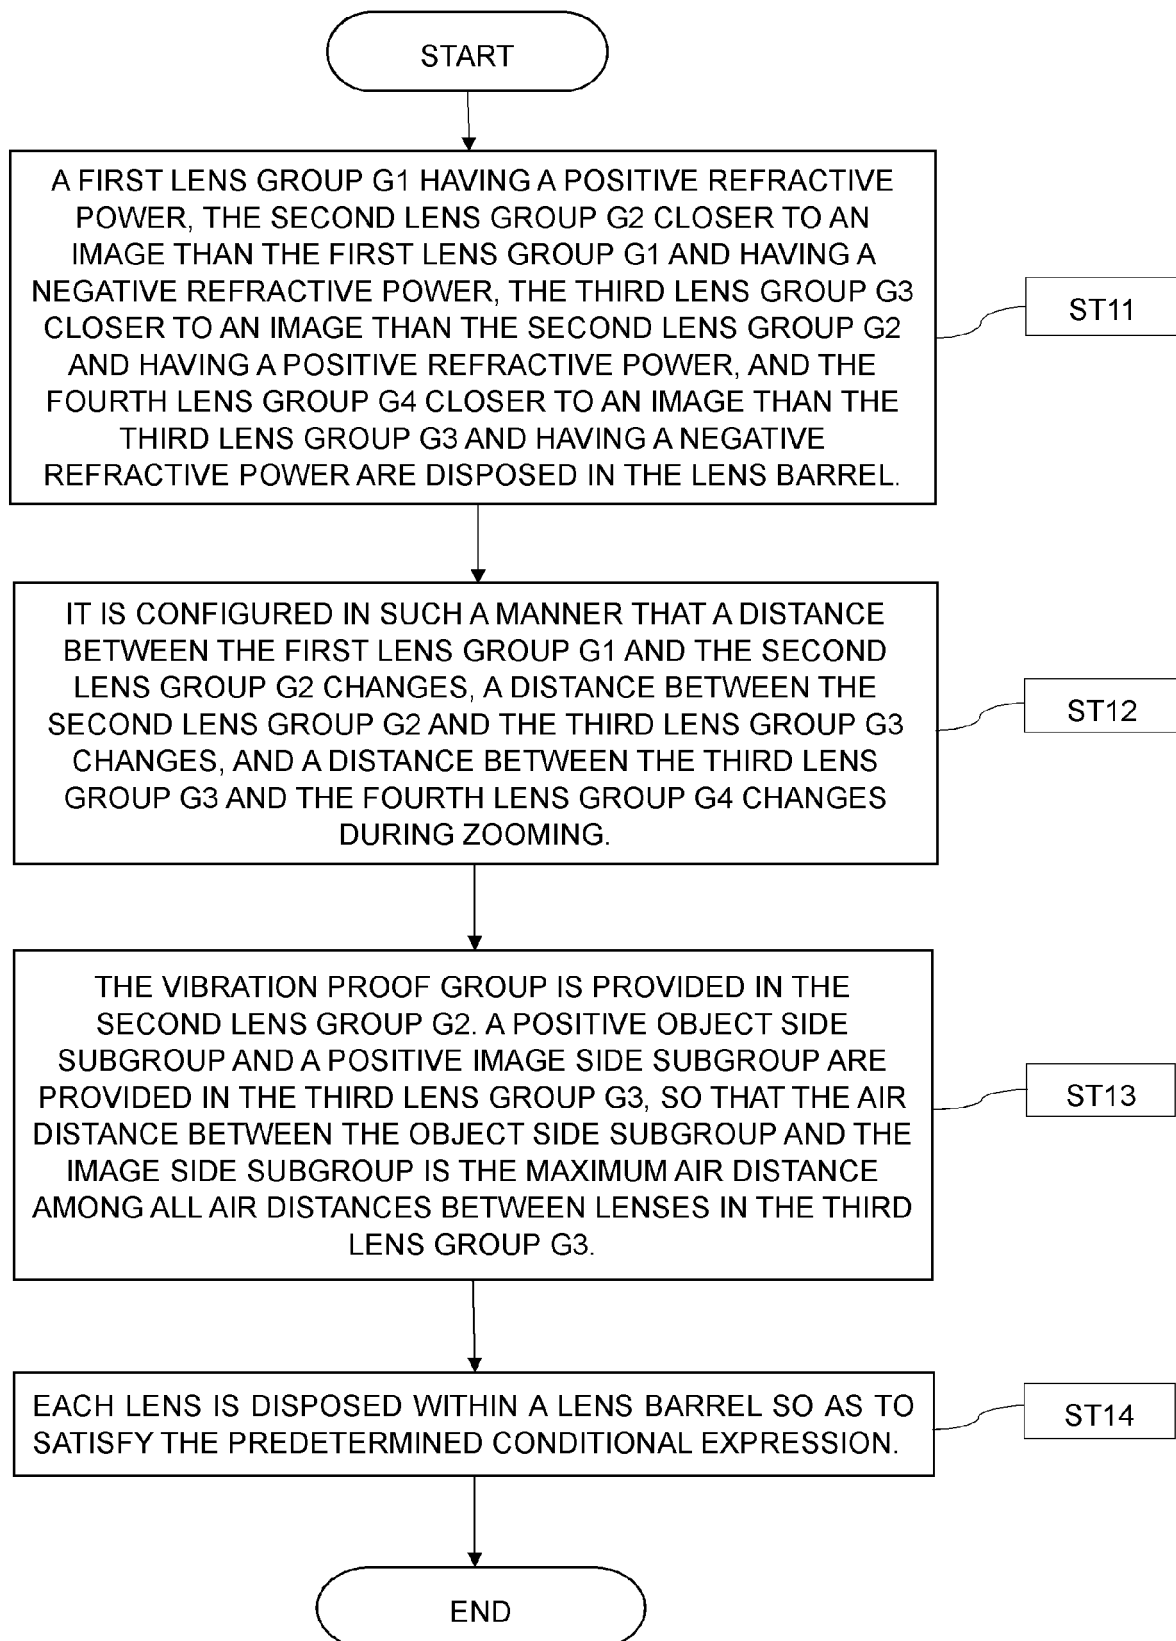 START
A FIRST LENS GROUP G1 HAVING A POSITIVE REFRACTIVE
POWER, THE SECOND LENS GROUP G2 CLOSER TO AN
IMAGE THAN THE FIRST LENS GROUP G1 AND HAVING A
NEGATIVE REFRACTIVE POWER, THE THIRD LENS GROUP G3
CLOSER TO AN IMAGE THAN THE SECOND LENS GROUP G2
AND HAVING A POSITIVE REFRACTIVE POWER, AND THE
FOURTH LENS GROUP G4 CLOSER TO AN IMAGE THAN THE
THIRD LENS GROUP G3 AND HAVING A NEGATIVE
REFRACTIVE POWER ARE DISPOSED IN THE LENS BARREL.
ST11
IT IS CONFIGURED IN SUCH A MANNER THAT A DISTANCE
BETWEEN THE FIRST LENS GROUP G1 AND THE SECOND
LENS GROUP G2 CHANGES, A DISTANCE BETWEEN THE
SECOND LENS GROUP G2 AND THE THIRD LENS GROUP G3
CHANGES, AND A DISTANCE BETWEEN THE THIRD LENS
GROUP G3 AND THE FOURTH LENS GROUP G4 CHANGES
DURING ZOOMING.
ST12
THE VIBRATION PROOF GROUP IS PROVIDED IN THE
SECOND LENS GROUP G2. A POSITIVE OBJECT SIDE
SUBGROUP AND A POSITIVE IMAGE SIDE SUBGROUP ARE
PROVIDED IN THE THIRD LENS GROUP G3, SO THAT THE AIR
DISTANCE BETWEEN THE OBJECT SIDE SUBGROUP AND THE
IMAGE SIDE SUBGROUP IS THE MAXIMUM AIR DISTANCE
AMONG ALL AIR DISTANCES BETWEEN LENSES IN THE THIRD
LENS GROUP G3.
ST13
EACH LENS IS DISPOSED WITHIN A LENS BARREL SO AS TO
SATISFY THE PREDETERMINED CONDITIONAL EXPRESSION.
ST14
END